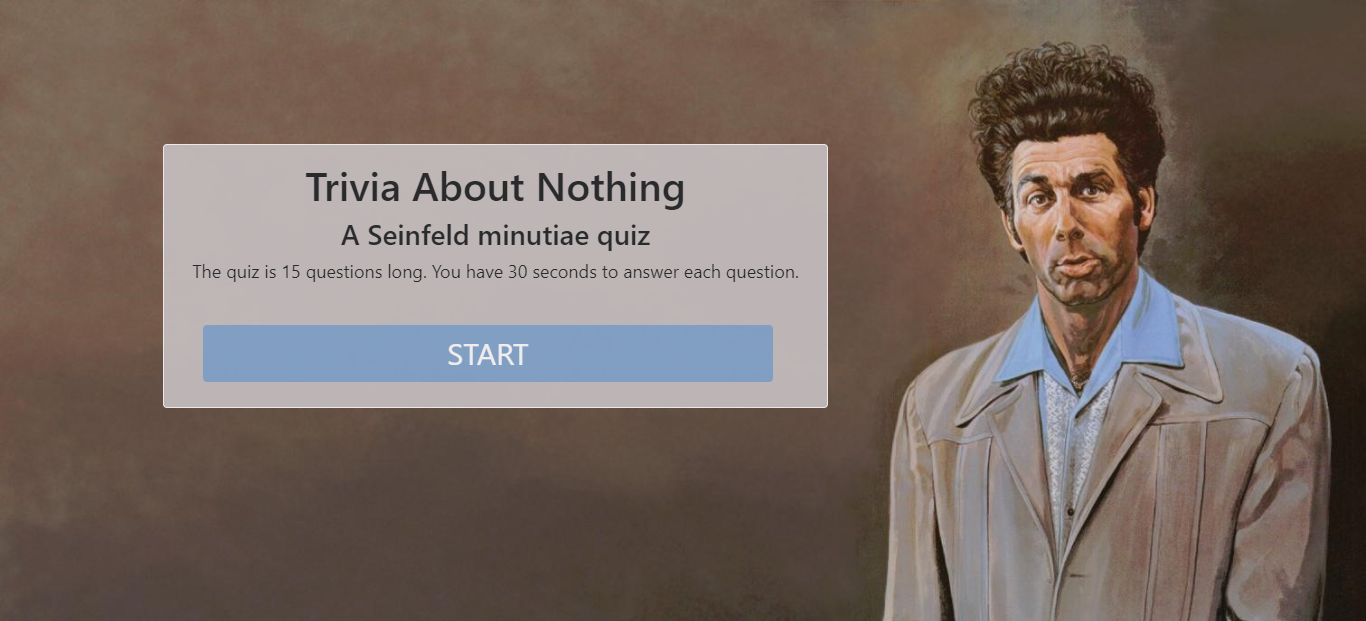 Trivia About Nothing
A Seinfeld minutiae quiz
The quiz is 15 questions long. You have 30 seconds to answer each question.
START